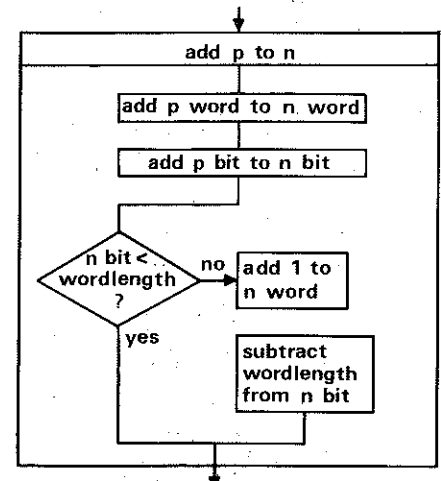 add p to n
add p word to n word
add p bit to n bit
n bit <
wordlength
?
no
add 1 to
n word
yes
subtract
wordlength
from n bit